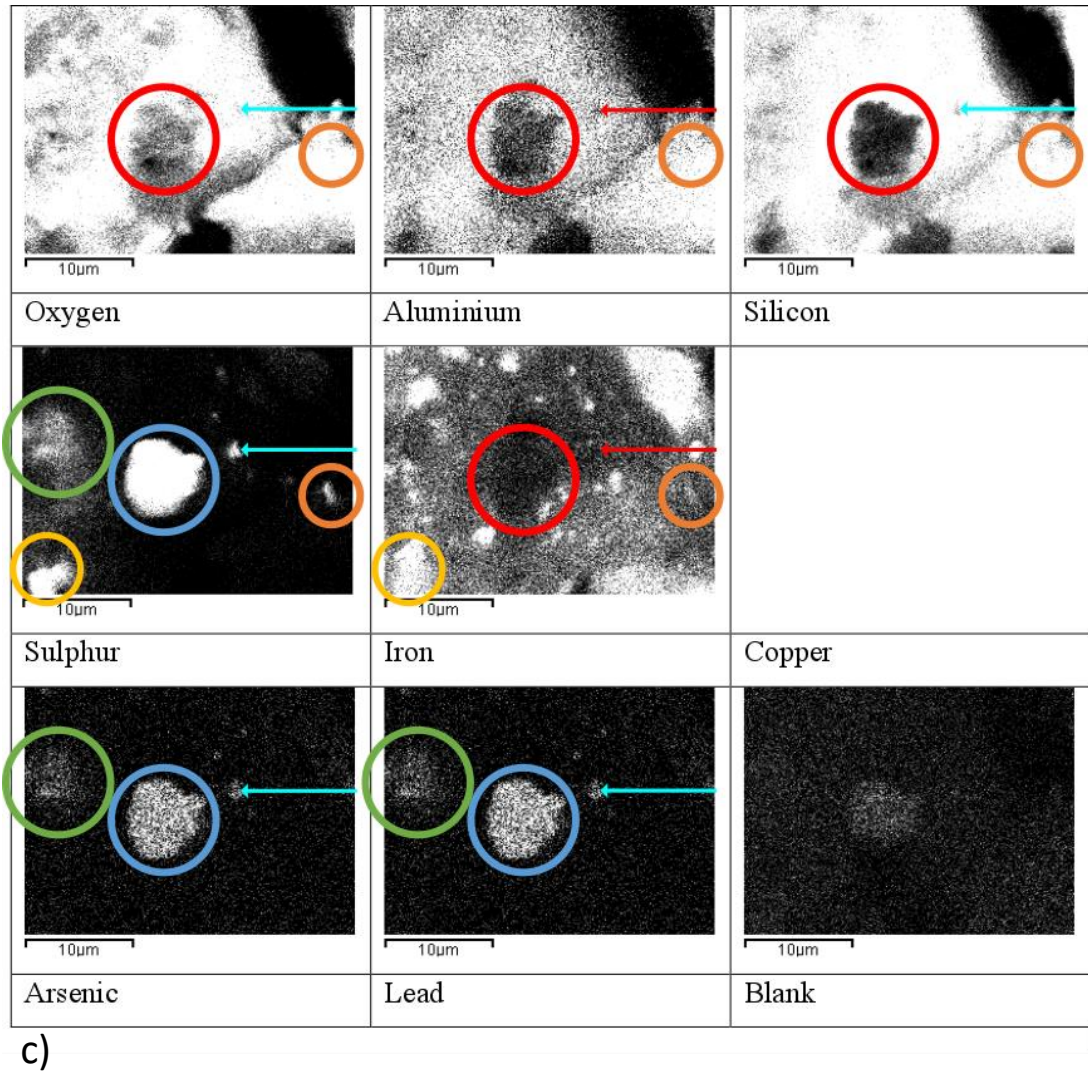 10µm 10µm 10µm
Oxygen Aluminium Silicon
10µm 10µm
Sulphur Iron Copper
10µm 10µm 10µm
Arsenic Lead Blank
c)